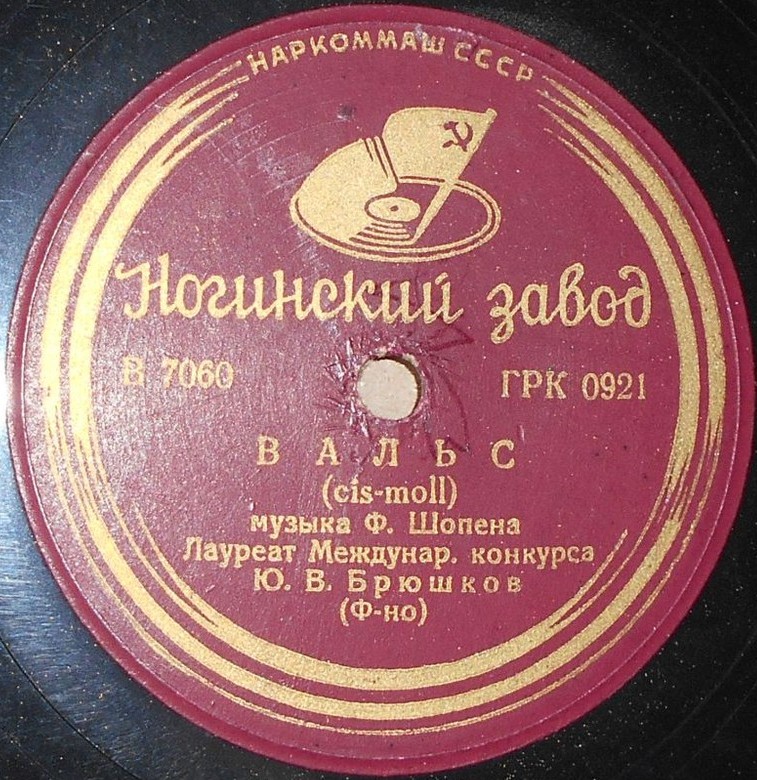 НАРКОММАШ СССР
Ногинский завод
В 7060 ГРК 0921
ВАЛЬС
(cis-moll)
музыка Ф. Шопена
Лауреат Междунар. конкурса
Ю. В. Брюшков
(Ф-но)